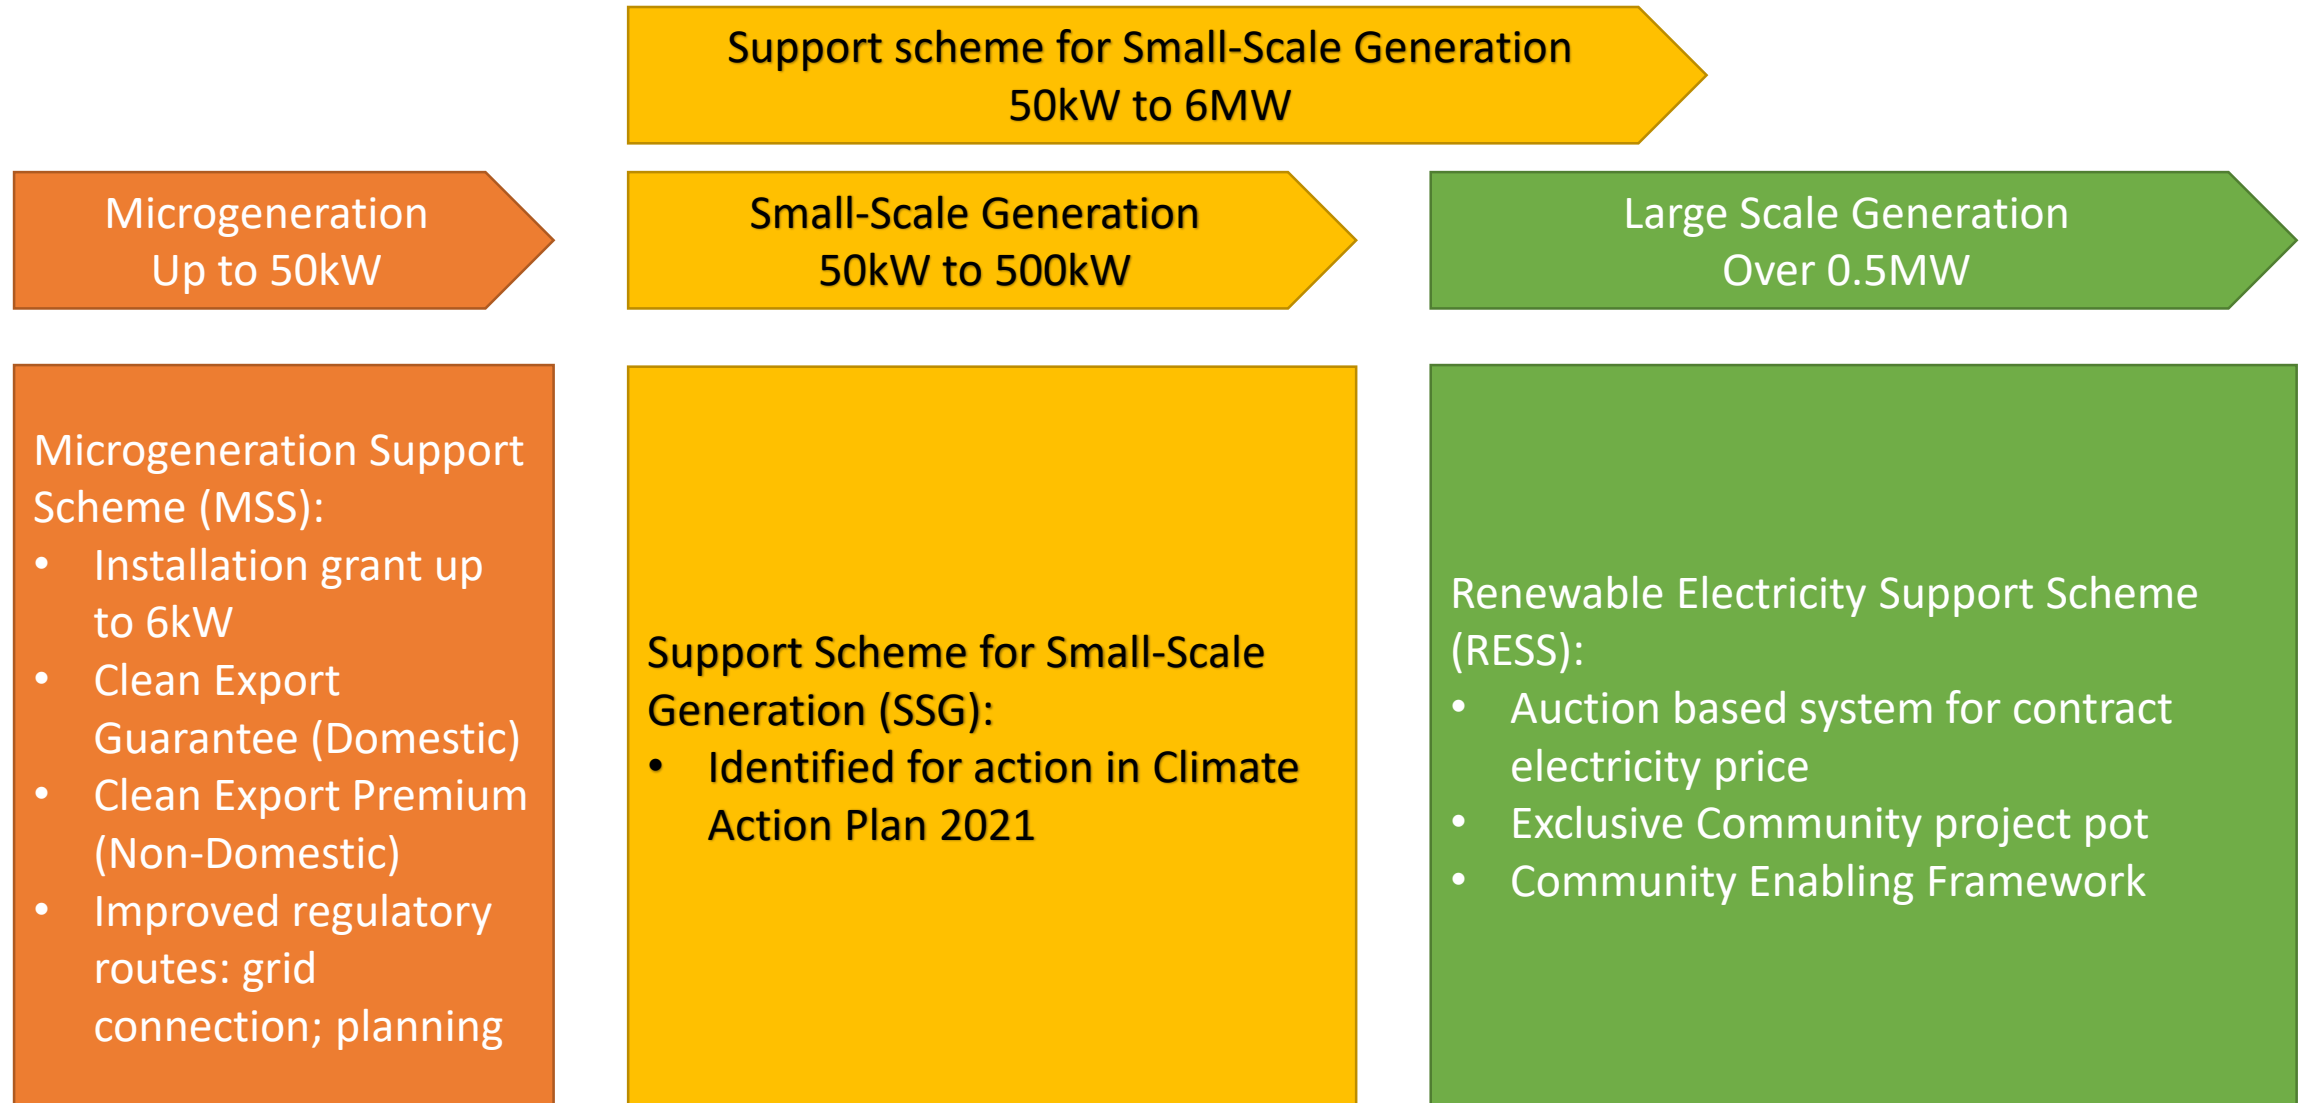 Support scheme for Small-Scale Generation
50kW to 6MW
Microgeneration
Up to 50kW
Small-Scale Generation
50kW to 500kW
Large Scale Generation
Over 0.5MW
Microgeneration Support
Scheme (MSS):
• Installation grant up
to 6kW
• Clean Export
Guarantee (Domestic)
• Clean Export Premium
(Non-Domestic)
• Improved regulatory
routes: grid
connection; planning
Support Scheme for Small-Scale
Generation (SSG):
• Identified for action in Climate
Action Plan 2021
Renewable Electricity Support Scheme
(RESS):
• Auction based system for contract
electricity price
• Exclusive Community project pot
• Community Enabling Framework